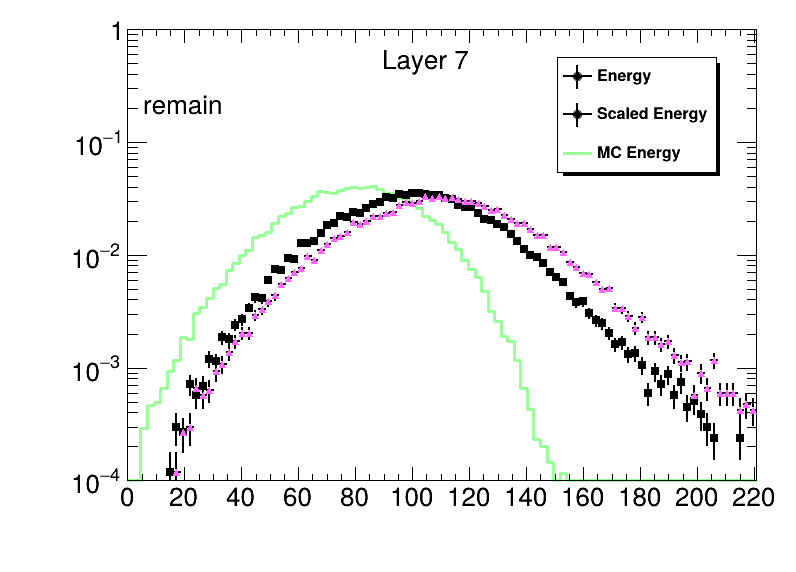 1
Layer 7
Energy
remain
Scaled Energy
10⁻¹
MC Energy
10⁻²
10⁻³
10⁻⁴
0 20 40 60 80 100 120 140 160 180 200 220